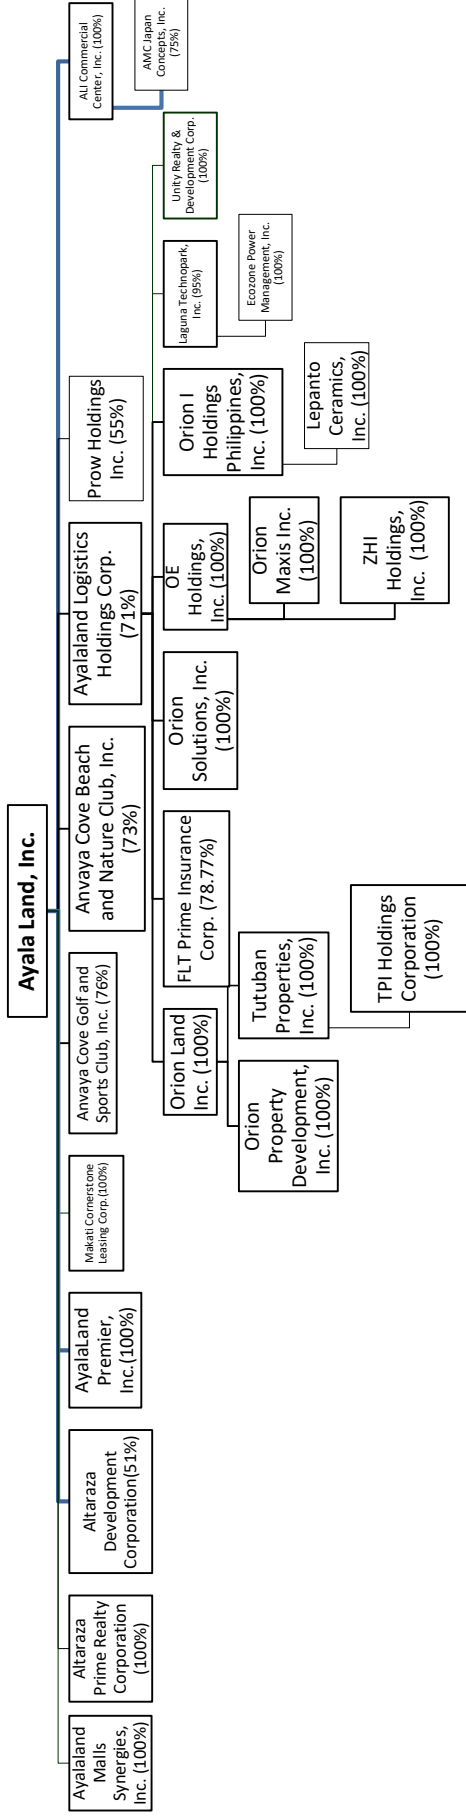 Ayala Land, Inc.
Ayalaland
Malls
Synergies,
Inc. (100%)
Altaraza
Prime Realty
Corporation
(100%)
Altaraza
Development
Corporation(51%)
AyalaLand
Premier,
Inc.(100%)
Makati Cornerstone
Leasing Corp.(100%)
Anvaya Cove Golf and
Sports Club, Inc. (76%)
Anvaya Cove Beach
and Nature Club, Inc.
(73%)
Ayalaland Logistics
Holdings Corp.
(71%)
Prow Holdings
Inc. (55%)
ALI Commercial
Center, Inc. (100%)
AMC Japan
Concepts, Inc.
(75%)
Orion Land
Inc. (100%)
FLT Prime Insurance
Corp. (78.77%)
Orion
Solutions, Inc.
(100%)
OE
Holdings,
Inc. (100%)
Orion I
Holdings
Philippines,
Inc. (100%)
Laguna Technopark,
Inc. (95%)
Unity Realty &
Development Corp.
(100%)
Orion
Property
Development,
Inc. (100%)
Tutuban
Properties,
Inc. (100%)
Orion
Maxis Inc.
(100%)
Lepanto
Ceramics,
Inc. (100%)
Ecozone Power
Management, Inc.
(100%)
TPI Holdings
Corporation
(100%)
ZHI
Holdings,
Inc. (100%)